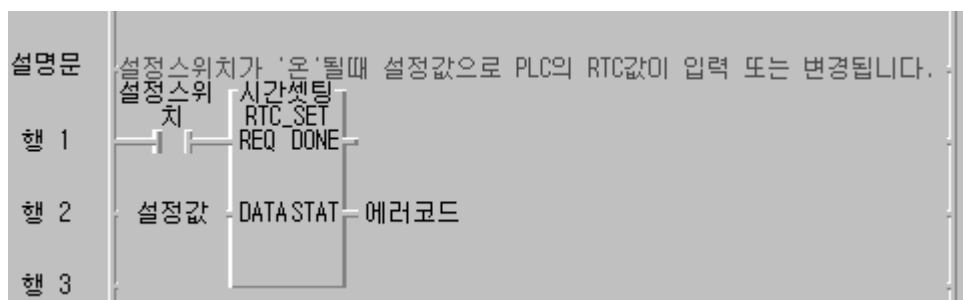 설명문 설정스위치가 '온'될때 설정값으로 PLC의 RTC값이 입력 또는 변경됩니다.
설정스위 시간셋팅
치 RTC_SET
행 1 REQ DONE
행 2 설정값 DATA STAT 에러코드
행 3